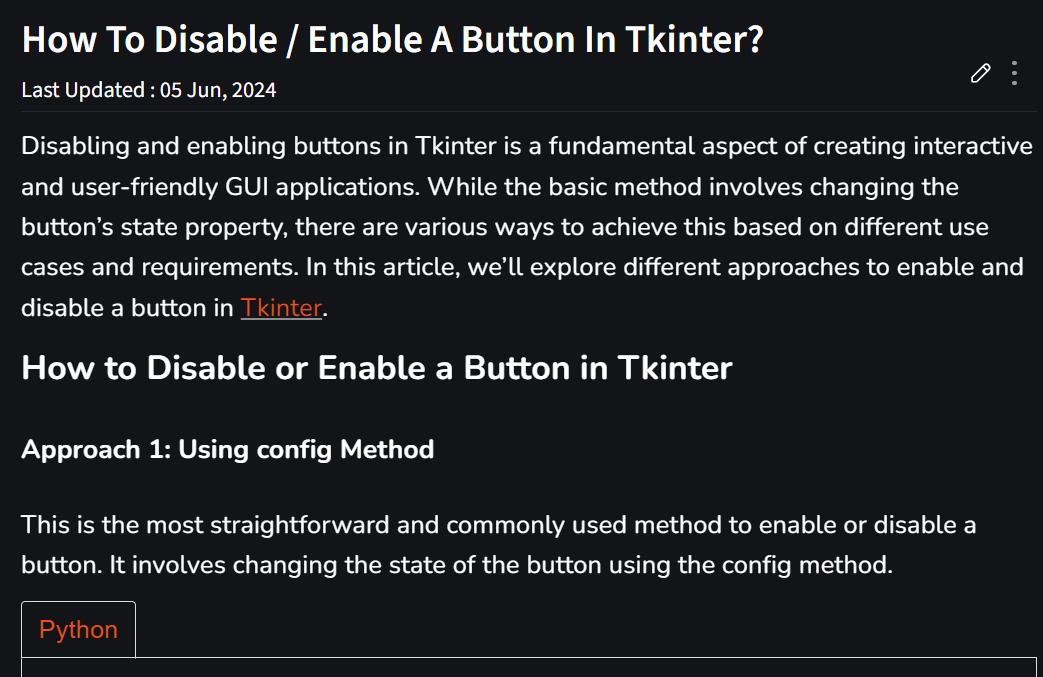 How To Disable / Enable A Button In Tkinter?
Last Updated : 05 Jun, 2024
Disabling and enabling buttons in Tkinter is a fundamental aspect of creating interactive
and user-friendly GUI applications. While the basic method involves changing the
button’s state property, there are various ways to achieve this based on different use
cases and requirements. In this article, we’ll explore different approaches to enable and
disable a button in Tkinter.
How to Disable or Enable a Button in Tkinter
Approach 1: Using config Method
This is the most straightforward and commonly used method to enable or disable a
button. It involves changing the state of the button using the config method.
Python